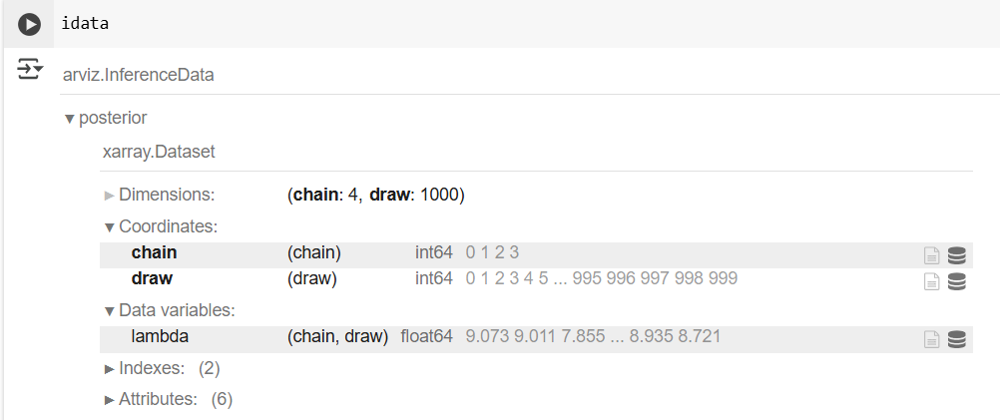 idata
arviz.InferenceData
▼ posterior
xarray.Dataset
► Dimensions: (chain: 4, draw: 1000)
▼ Coordinates:
chain (chain) int64 0 1 2 3
draw (draw) int64 0 1 2 3 4 5 ... 995 996 997 998 999
▼ Data variables:
lambda (chain, draw) float64 9.073 9.011 7.855 ... 8.935 8.721
► Indexes: (2)
► Attributes: (6)